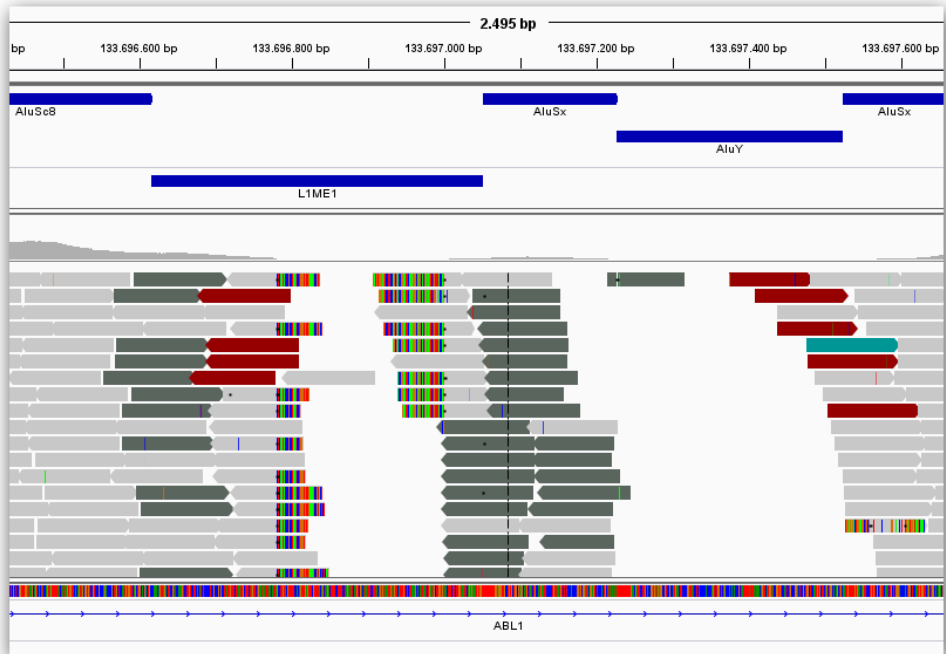 2.495 bp
bp 133.696.600 bp 133.696.800 bp 133.697.000 bp 133.697.200 bp 133.697.400 bp 133.697.600 bp
AluSc8 AluSx AluSx
AluY
L1ME1
ABL1